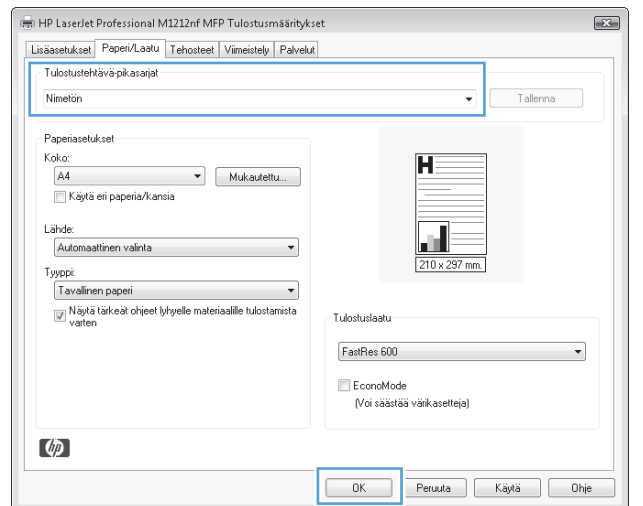 HP LaserJet Professional M1212nf MFP Tulostusmääritykset
Lisäasetukset Paperi/Laatu Tehosteet Viimeistely Palvelut
Tulostustehtävä-pikasarjat
Nimetön
Tallenna
Paperiasetukset
Koko:
A4
Mukautettu...
Käytä eri paperia/kansia
Lähde:
Automaattinen valinta
Tyyppi:
Tavallinen paperi
Näytä tärkeät ohjeet lyhyelle materiaalille tulostamista
varten
H
210 x 297 mm.
Tulostuslaatu
FastRes 600
EconoMode
(Voi säästää värikasetteja)
hp
OK Peruuta Käytä Ohje